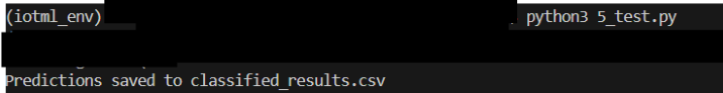 (iotml_env) python3 5_test.py
Predictions saved to classified_results.csv